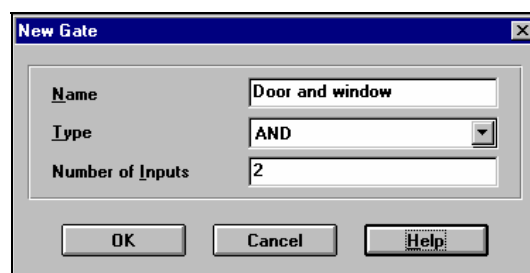 New Gate
Name Door and window
Type AND
Number of Inputs 2
OK Cancel Help